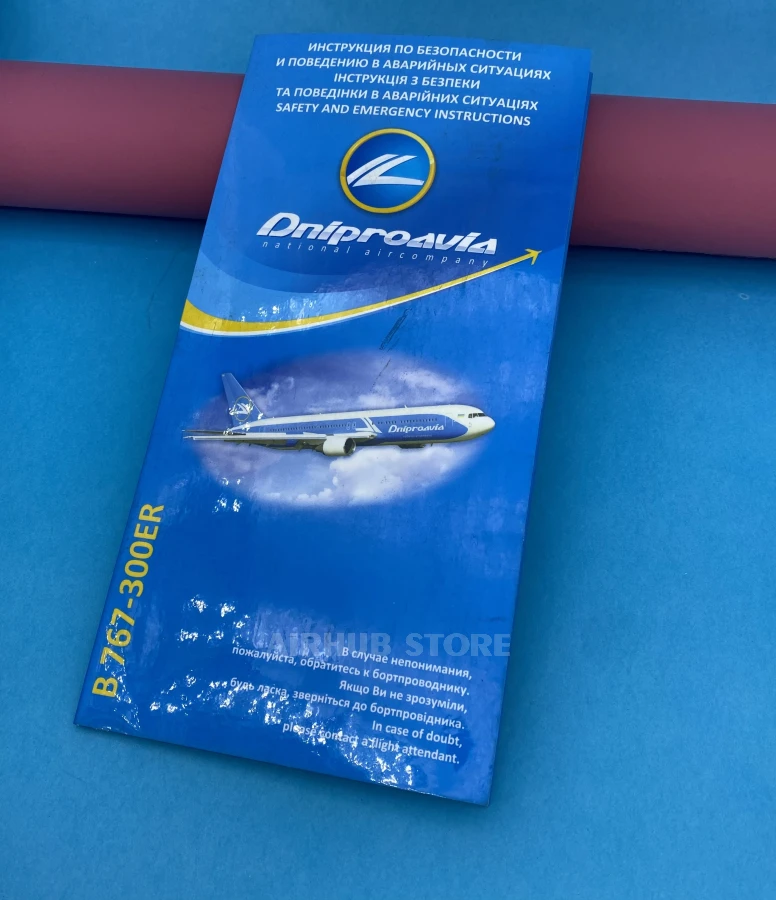 ИНСТРУКЦИЯ ПО БЕЗОПАСНОСТИ
И ПОВЕДЕНИЮ В АВАРИЙНЫХ СИТУАЦИЯХ
ІНСТРУКЦІЯ З БЕЗПЕКИ
ТА ПОВЕДІНКИ В АВАРІЙНИХ СИТУАЦІЯХ
SAFETY AND EMERGENCY INSTRUCTIONS
Dniproavia
national aircompany
Dniproavia
B 767-300ER
AIRHUB STORE
В случае непонимания,
пожалуйста, обратитесь к бортпроводнику.
Якщо Ви не зрозуміли,
будь ласка, зверніться до бортпровідника.
In case of doubt,
please contact a flight attendant.